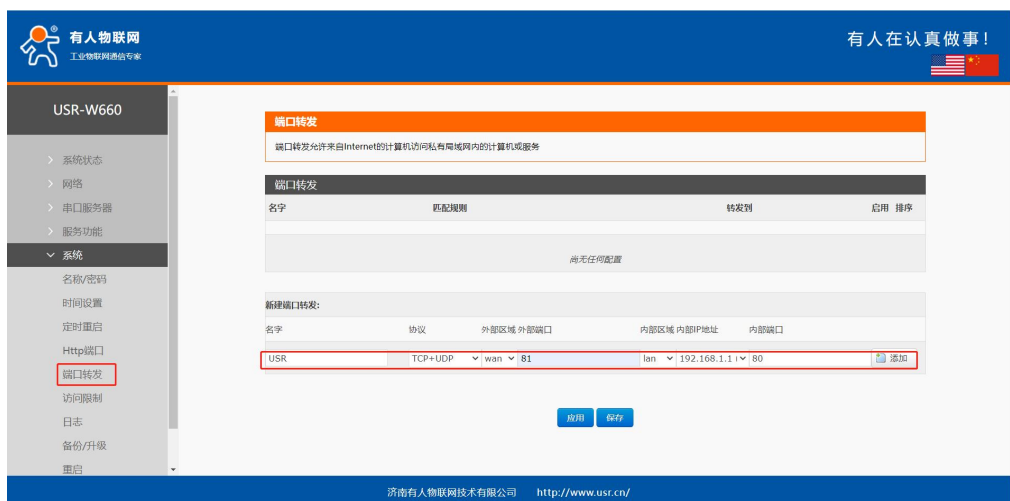 有人物联网
工业物联网通信专家
有人在认真做事!
USR-W660
系统状态
网络
串口服务器
服务功能
系统
名称/密码
时间设置
定时重启
Http端口
端口转发
访问限制
日志
备份/升级
重启
端口转发
端口转发允许来自Internet的计算机访问私有局域网内的计算机或服务
端口转发
名字 匹配规则 转发到 启用 排序
尚无任何配置
新建端口转发:
名字 协议 外部区域 外部端口 内部区域 内部IP地址 内部端口
USR TCP+UDP wan 81 lan 192.168.1.1 80 添加
应用 保存
济南有人物联网技术有限公司 http://www.usr.cn/